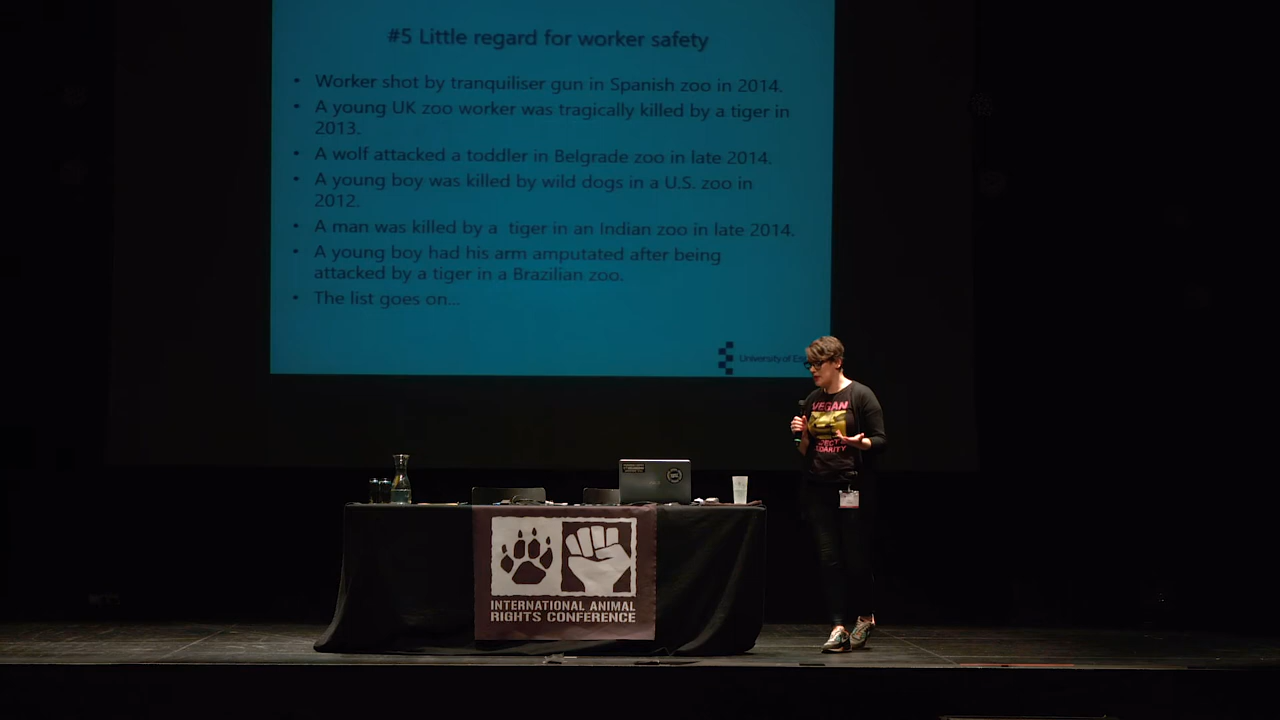 #5 Little regard for worker safety
• Worker shot by tranquiliser gun in Spanish zoo in 2014.
• A young UK zoo worker was tragically killed by a tiger in
2013.
• A wolf attacked a toddler in Belgrade zoo in late 2014.
• A young boy was killed by wild dogs in a U.S. zoo in
2012.
• A man was killed by a tiger in an Indian zoo in late 2014.
• A young boy had his arm amputated after being
attacked by a tiger in a Brazilian zoo.
• The list goes on...
University of
VEGAN
INTERNATIONAL ANIMAL
RIGHTS CONFERENCE